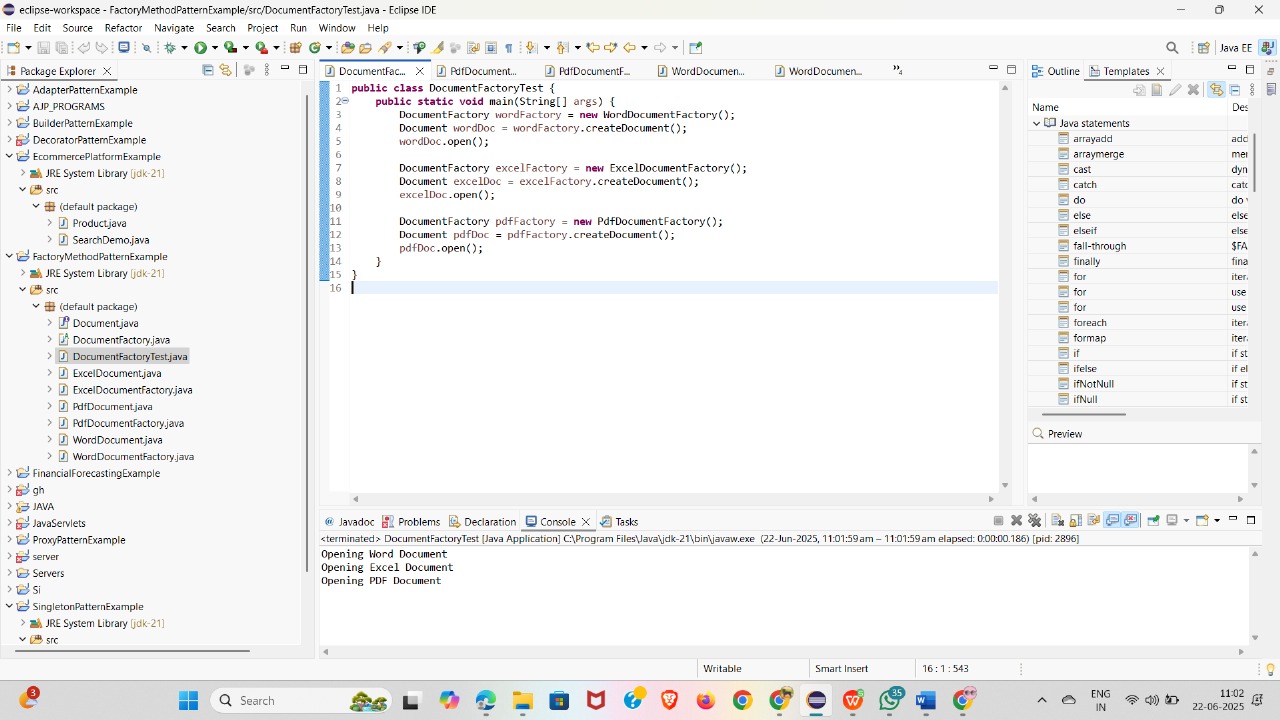 eclipse-workspace - FactoryMethodPatternExample/src/DocumentFactoryTest.java - Eclipse IDE
File Edit Source Refactor Navigate Search Project Run Window Help
Java EE
Package Explorer
AdapterPatternExample
AJP_PROGRAMS
BuilderPatternExample
DecoratorPatternExample
EcommercePlatformExample
JRE System Library [jdk-21]
src
(default package)
Product.java
SearchDemo.java
FactoryMethodPatternExample
JRE System Library [jdk-21]
src
(default package)
Document.java
DocumentFactory.java
DocumentFactoryTest.java
ExcelDocument.java
ExcelDocumentFactory.java
PdfDocument.java
PdfDocumentFactory.java
WordDocument.java
WordDocumentFactory.java
FinancialForecastingExample
gh
JAVA
JavaServlets
ProxyPatternExample
server
Servers
Si
SingletonPatternExample
JRE System Library [jdk-21]
src
DocumentFac... PdfDocument.... PdfDocumentF... WordDocumen... WordDocumen... »4
1 public class DocumentFactoryTest {
2 public static void main(String[] args) {
3 DocumentFactory wordFactory = new WordDocumentFactory();
4 Document wordDoc = wordFactory.createDocument();
5 wordDoc.open();
6
7 DocumentFactory excelFactory = new ExcelDocumentFactory();
8 Document excelDoc = excelFactory.createDocument();
9 excelDoc.open();
10
11 DocumentFactory pdfFactory = new PdfDocumentFactory();
12 Document pdfDoc = pdfFactory.createDocument();
13 pdfDoc.open();
14 }
15 }
16
Outline Templates
Name Des
Java statements
arrayadd add
arraymerge mer
cast dyn
catch catc
do do
else else
elseif else
fall-through $FA
finally fina
for itera
for use
for use
foreach itera
formap itera
if if st
ifelse if el
ifNotNull if st
ifNull if st
Preview
Javadoc Problems Declaration Console Tasks
<terminated> DocumentFactoryTest [Java Application] C:\Program Files\Java\jdk-21\bin\javaw.exe (22-Jun-2025, 11:01:59 am – 11:01:59 am elapsed: 0:00:00.186) [pid: 2896]
Opening Word Document
Opening Excel Document
Opening PDF Document
Writable Smart Insert 16 : 1 : 543
3
Search
35
ENG
IN
11:02
22-06-2025